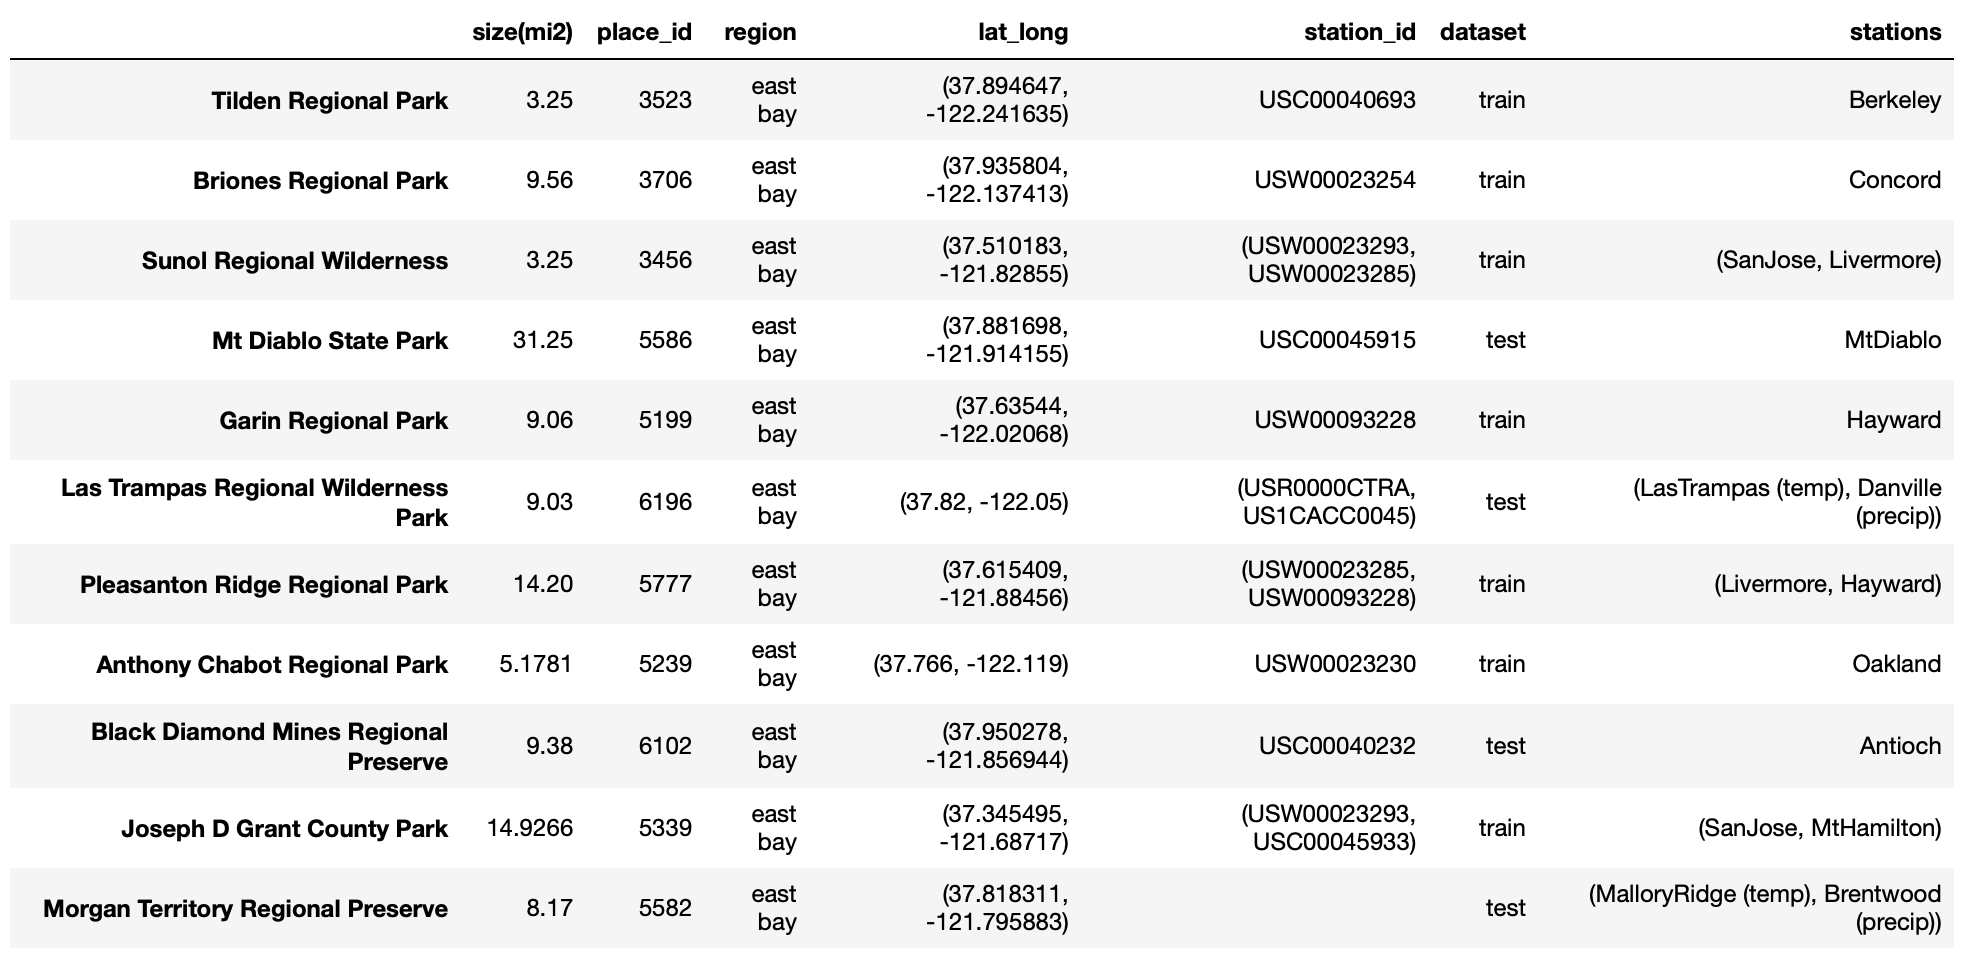 size(mi2) place_id region lat_long station_id dataset stations
Tilden Regional Park 3.25 3523 east bay (37.894647, -122.241635) USC00040693 train Berkeley
Briones Regional Park 9.56 3706 east bay (37.935804, -122.137413) USW00023254 train Concord
Sunol Regional Wilderness 3.25 3456 east bay (37.510183, -121.82855) (USW00023293, USW00023285) train (SanJose, Livermore)
Mt Diablo State Park 31.25 5586 east bay (37.881698, -121.914155) USC00045915 test MtDiablo
Garin Regional Park 9.06 5199 east bay (37.63544, -122.02068) USW00093228 train Hayward
Las Trampas Regional Wilderness Park 9.03 6196 east bay (37.82, -122.05) (USR0000CTRA, US1CACC0045) test (LasTrampas (temp), Danville (precip))
Pleasanton Ridge Regional Park 14.20 5777 east bay (37.615409, -121.88456) (USW00023285, USW00093228) train (Livermore, Hayward)
Anthony Chabot Regional Park 5.1781 5239 east bay (37.766, -122.119) USW00023230 train Oakland
Black Diamond Mines Regional Preserve 9.38 6102 east bay (37.950278, -121.856944) USC00040232 test Antioch
Joseph D Grant County Park 14.9266 5339 east bay (37.345495, -121.68717) (USW00023293, USC00045933) train (SanJose, MtHamilton)
Morgan Territory Regional Preserve 8.17 5582 east bay (37.818311, -121.795883) test (MalloryRidge (temp), Brentwood (precip))